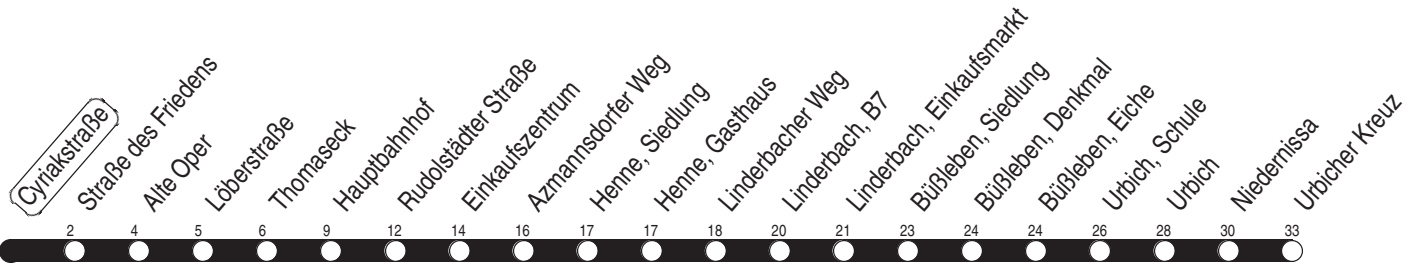 Cyriakstraße
Straße des Friedens
Alte Oper
Löberstraße
Thomaseck
Hauptbahnhof
Rudolstädter Straße
Einkaufszentrum
Azmannsdorfer Weg
Henne, Siedlung
Henne, Gasthaus
Linderbacher Weg
Linderbach, B7
Linderbach, Einkaufsmarkt
Büßleben, Siedlung
Büßleben, Denkmal
Büßleben, Eiche
Urbich, Schule
Urbich
Niedernissa
Urbicher Kreuz
2 4 5 6 9 12 14 16 17 17 18 20 21 23 24 24 26 28 30 33